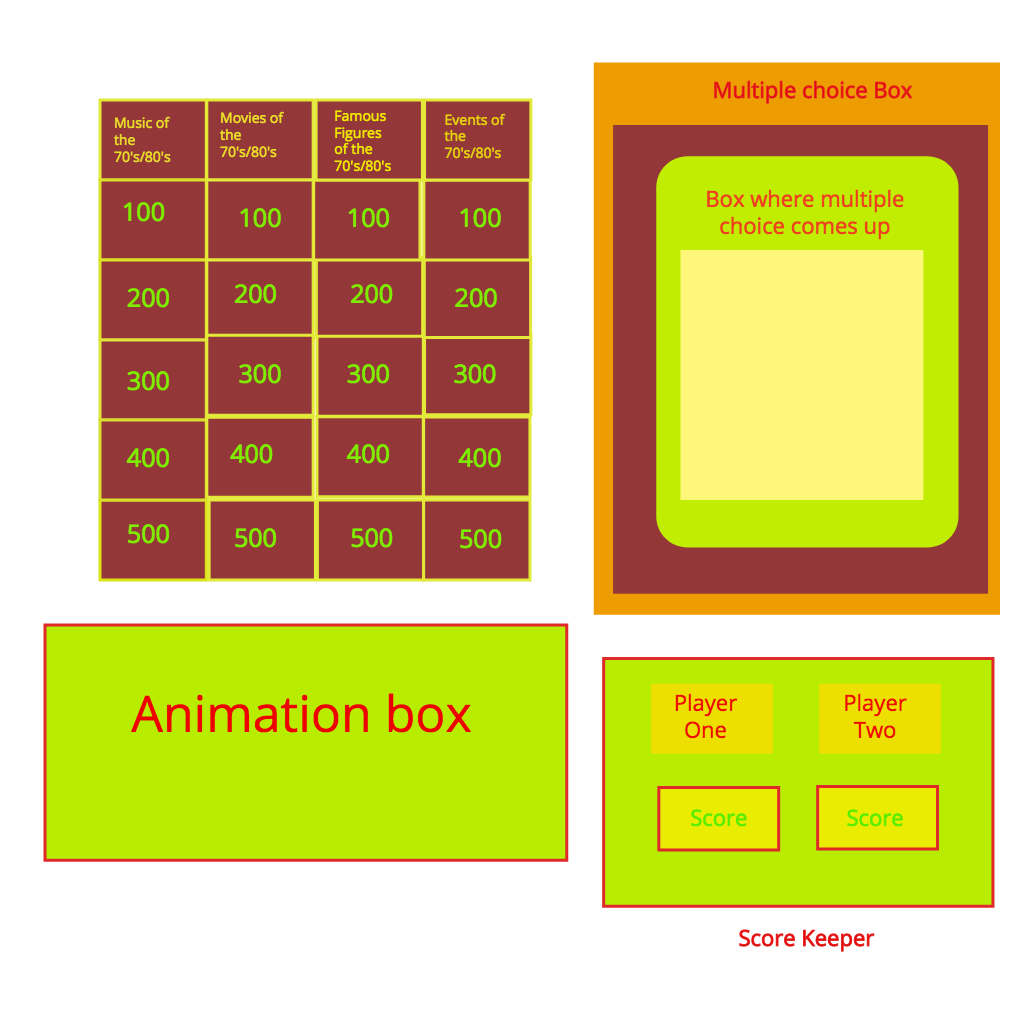 Music of
the
70's/80's
Movies of
the
70's/80's
Famous
Figures
of the
70's/80's
Events of
the
70's/80's
100
100
100
100
200
200
200
200
300
300
300
300
400
400
400
400
500
500
500
500
Multiple choice Box
Box where multiple
choice comes up
Animation box
Player
One
Player
Two
Score
Score
Score Keeper